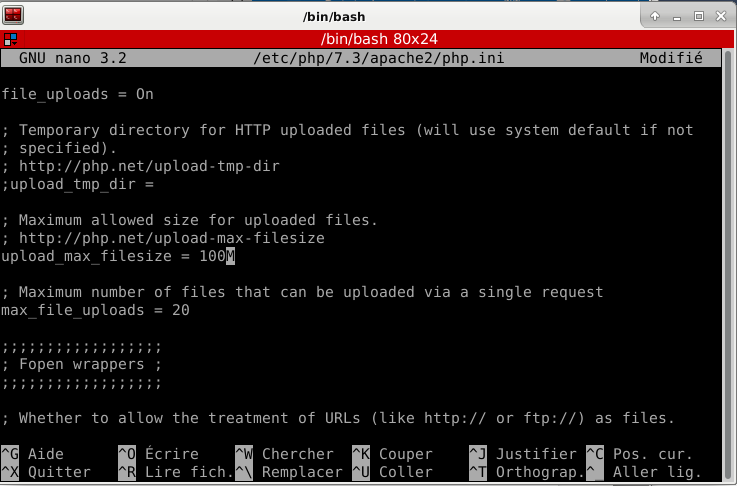 /bin/bash
/bin/bash 80x24
GNU nano 3.2 /etc/php/7.3/apache2/php.ini Modifié
file_uploads = On
; Temporary directory for HTTP uploaded files (will use system default if not
; specified).
; http://php.net/upload-tmp-dir
;upload_tmp_dir =
; Maximum allowed size for uploaded files.
; http://php.net/upload-max-filesize
upload_max_filesize = 100M
; Maximum number of files that can be uploaded via a single request
max_file_uploads = 20
;;;;;;;;;;;;;;;;;;
; Fopen wrappers ;
;;;;;;;;;;;;;;;;;;
; Whether to allow the treatment of URLs (like http:// or ftp://) as files.
^G Aide ^O Écrire ^W Chercher ^K Couper ^J Justifier ^C Pos. cur.
^X Quitter ^R Lire fich. ^\ Remplacer ^U Coller ^T Orthograp. ^_ Aller lig.